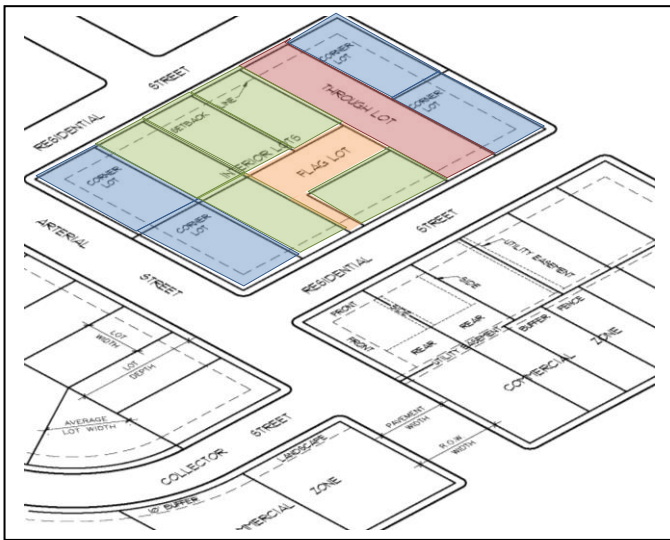 STREET
RESIDENTIAL
CORNER
LOT
CORNER
LOT
THROUGH LOT
SETBACK
LINE
INTERIOR LOTS
FLAG LOT
CORNER
LOT
CORNER
LOT
ARTERIAL
STREET
RESIDENTIAL
STREET
UTILITY EASEMENT
SIDE
SIDE
FRONT
FRONT
REAR
REAR
UTILITY EASEMENT
BUFFER
FENCE
COMMERCIAL
ZONE
LOT
WIDTH
LOT
DEPTH
AVERAGE
LOT WIDTH
COLLECTOR
STREET
PAVEMENT
WIDTH
R.O.W
WIDTH
LANDSCAPE
BUFFER
ZONE